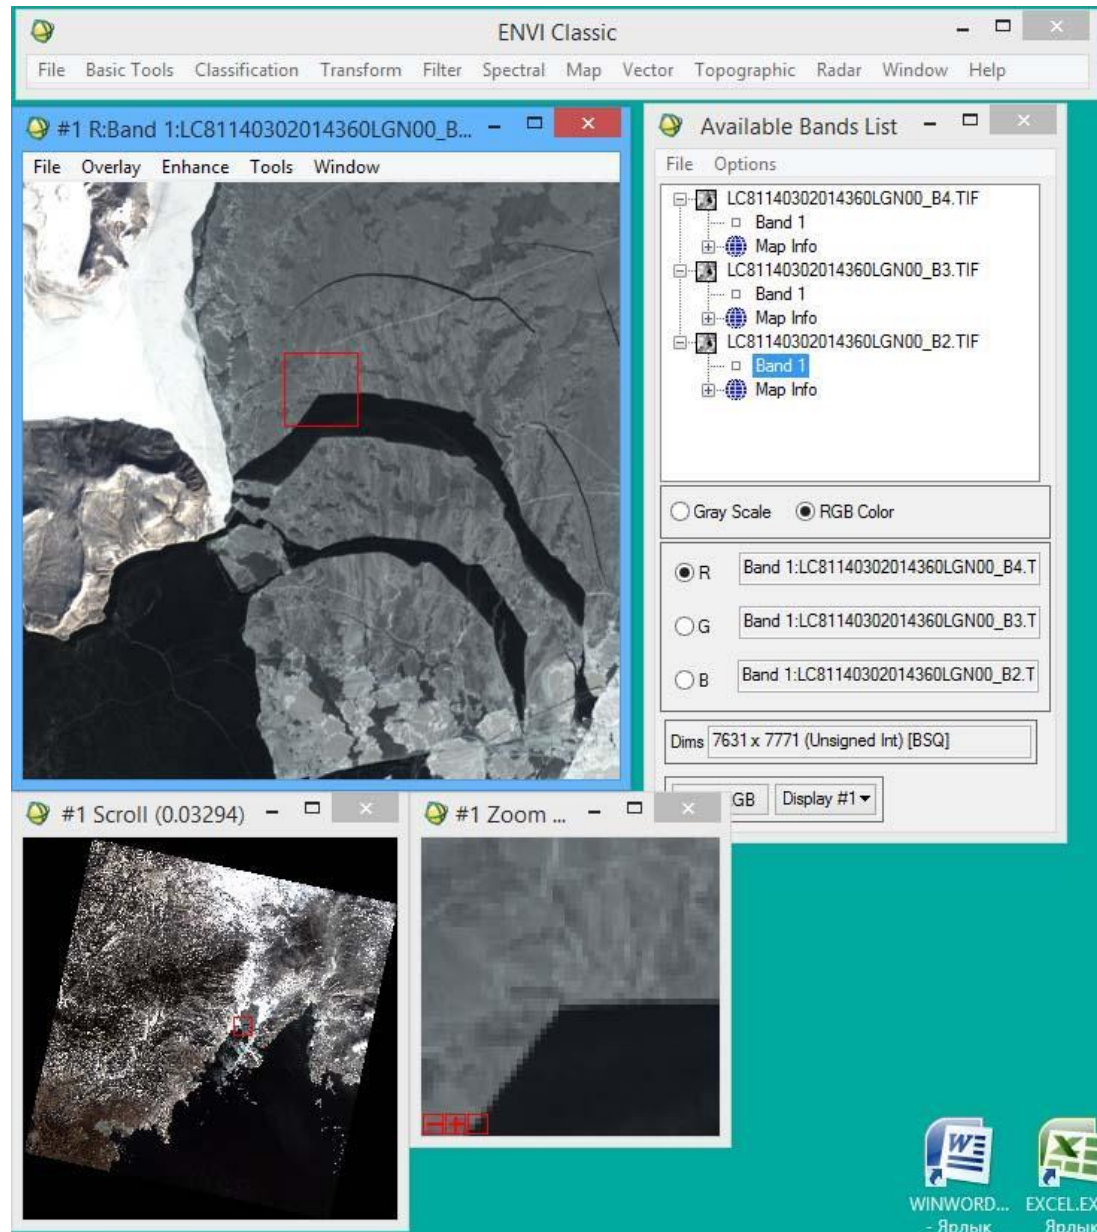 ENVI Classic
File Basic Tools Classification Transform Filter Spectral Map Vector Topographic Radar Window Help
#1 R:Band 1:LC81140302014360LGN00_B...
File Overlay Enhance Tools Window
Available Bands List
File Options
LC81140302014360LGN00_B4.TIF
Band 1
Map Info
LC81140302014360LGN00_B3.TIF
Band 1
Map Info
LC81140302014360LGN00_B2.TIF
Band 1
Map Info
Gray Scale RGB Color
R Band 1:LC81140302014360LGN00_B4.T
G Band 1:LC81140302014360LGN00_B3.T
B Band 1:LC81140302014360LGN00_B2.T
Dims 7631 x 7771 (Unsigned Int) [BSQ]
GB Display #1
#1 Scroll (0.03294)
#1 Zoom ...
WINWORD... EXCEL.EX
- Ярлык Ярлык